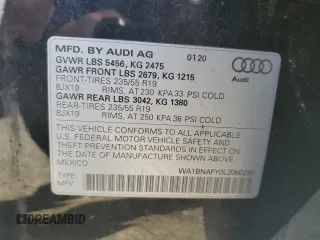 MFD. BY AUDI AG 0120
GVWR LBS 5456, KG 2475
GAWR FRONT LBS 2679, KG 1215
FRONT-TIRES 235/55 R19
8JX19 RIMS, AT 230 KPA 33 PSI COLD
GAWR REAR LBS 3042, KG 1380
REAR-TIRES 235/55 R19
8JX19 RIMS, AT 250 KPA 36 PSI COLD
THIS VEHICLE CONFORMS TO ALL APPLICABLE
U.S. FEDERAL MOTOR VEHICLE SAFETY
STANDARDS IN EFFECT ON THE DATE OF
MANUFACTURE SHOWN ABOVE
MEXICO
TYPE WA1BNAFY0L2060295
MPV
Audi
©DREAMBID